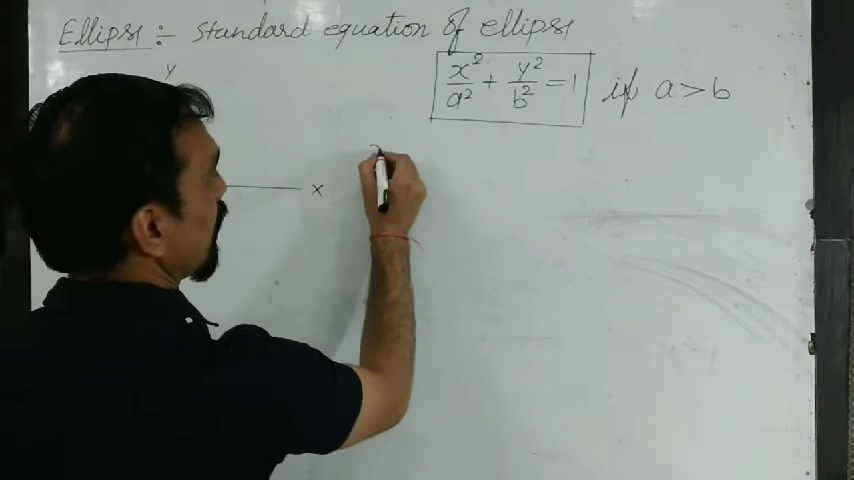 Ellipse :- Standard equation of ellipse
x²/a² + y²/b² = 1 if a > b
y
x